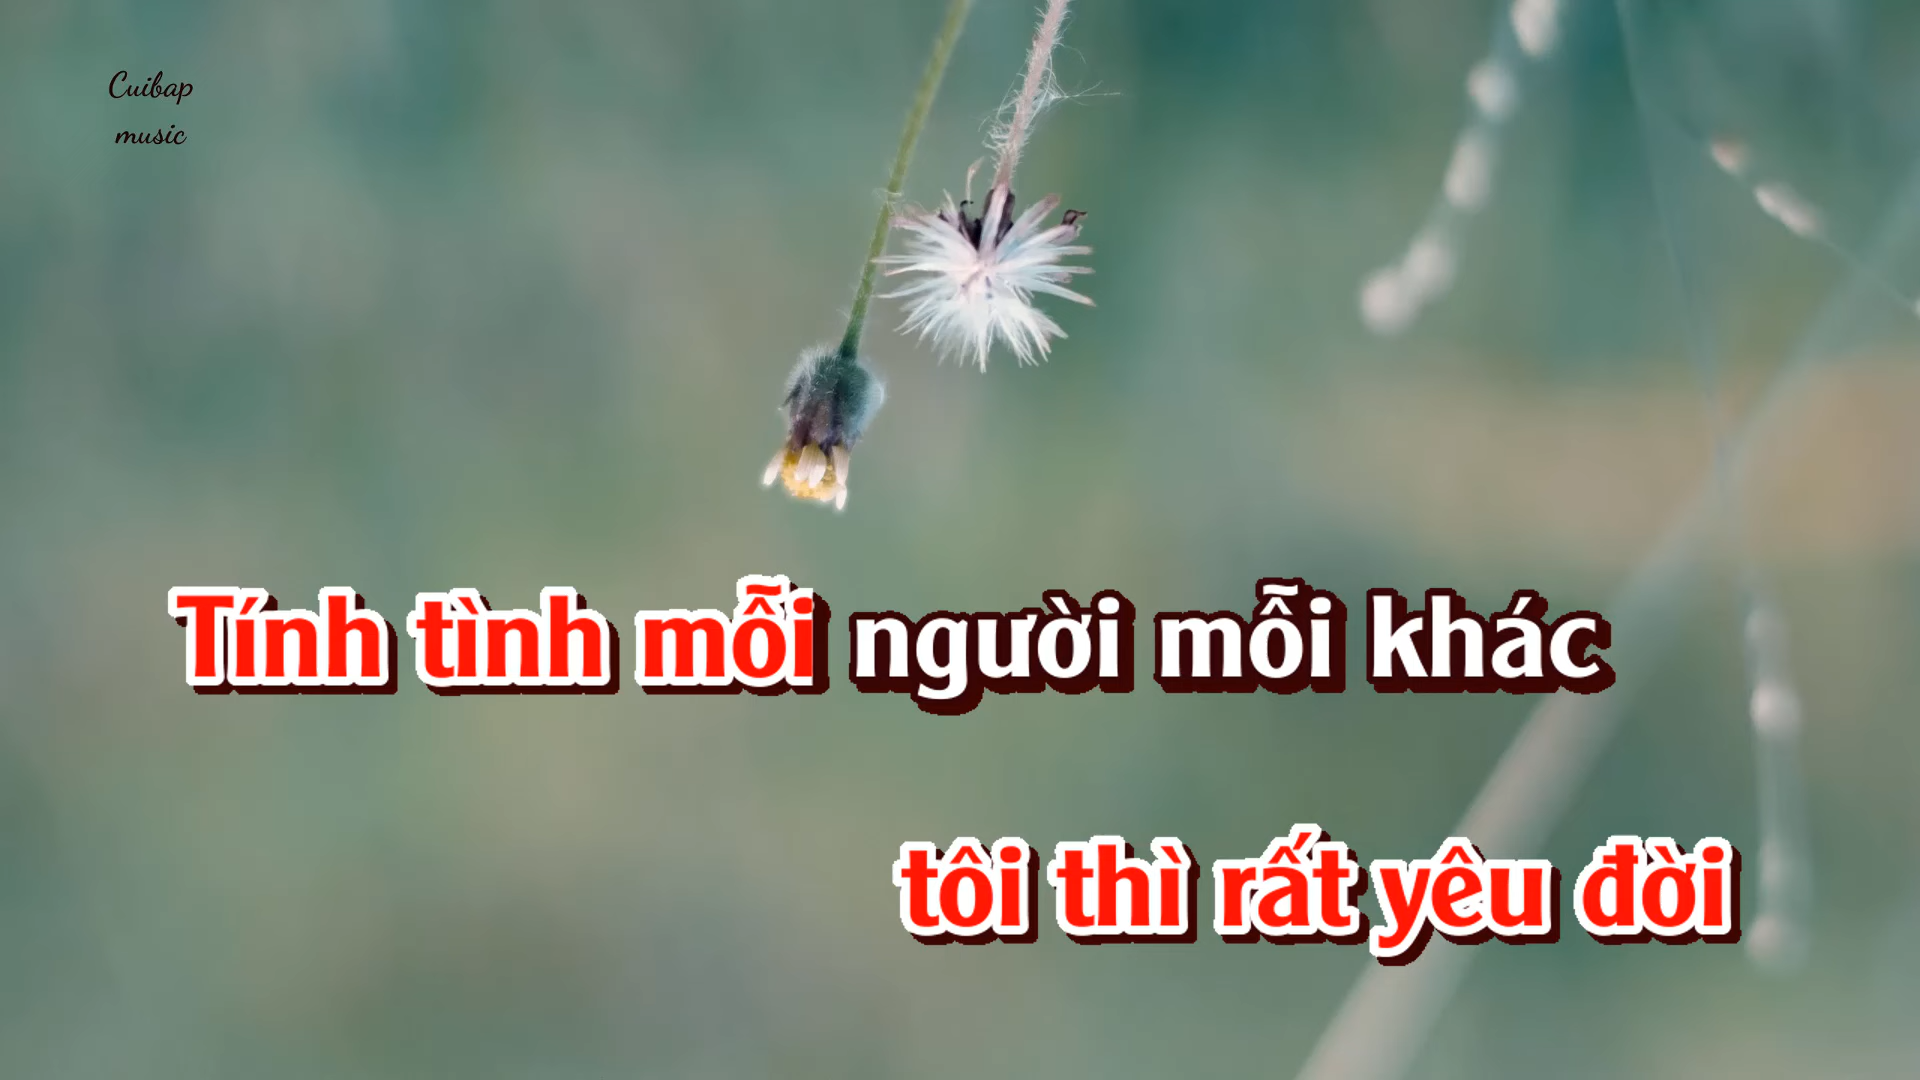 Cuibap
music
Tính tình mỗi người mỗi khác
tôi thì rất yêu đời